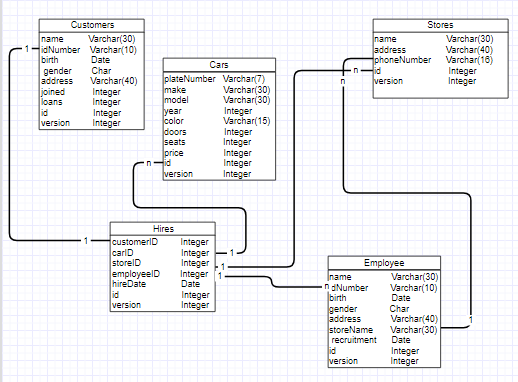 Customers
name Varchar(30)
idNumber Varchar(10)
birth Date
gender Char
address Varchar(40)
joined Integer
loans Integer
id Integer
version Integer
Cars
plateNumber Varchar(7)
make Varchar(30)
model Varchar(30)
year Integer
color Varchar(15)
doors Integer
seats Integer
price Integer
id Integer
version Integer
Stores
name Varchar(30)
address Varchar(40)
phoneNumber Varchar(16)
id Integer
version Integer
Hires
customerID Integer
carID Integer
storeID Integer
employeeID Integer
hireDate Date
id Integer
version Integer
Employee
name Varchar(30)
dNumber Varchar(10)
birth Date
gender Char
address Varchar(40)
storeName Varchar(30)
recruitment Date
id Integer
version Integer
1
1
n
1
n
1
n
1
n
1